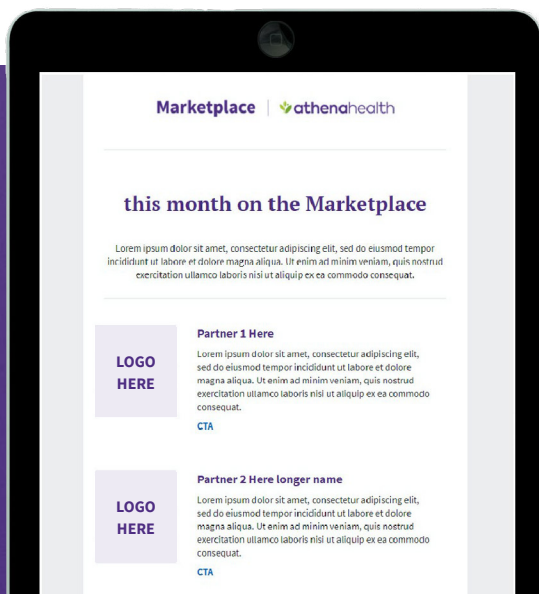 Marketplace | athenahealth
this month on the Marketplace
Lorem ipsum dolor sit amet, consectetur adipiscing elit, sed do eiusmod tempor
incididunt ut labore et dolore magna aliqua. Ut enim ad minim veniam, quis nostrud
exercitation ullamco laboris nisi ut aliquip ex ea commodo consequat.
LOGO
HERE
Partner 1 Here
Lorem ipsum dolor sit amet, consectetur adipiscing elit,
sed do eiusmod tempor incididunt ut labore et dolore
magna aliqua. Ut enim ad minim veniam, quis nostrud
exercitation ullamco laboris nisi ut aliquip ex ea commodo
consequat.
CTA
LOGO
HERE
Partner 2 Here longer name
Lorem ipsum dolor sit amet, consectetur adipiscing elit,
sed do eiusmod tempor incididunt ut labore et dolore
magna aliqua. Ut enim ad minim veniam, quis nostrud
exercitation ullamco laboris nisi ut aliquip ex ea commodo
consequat.
CTA